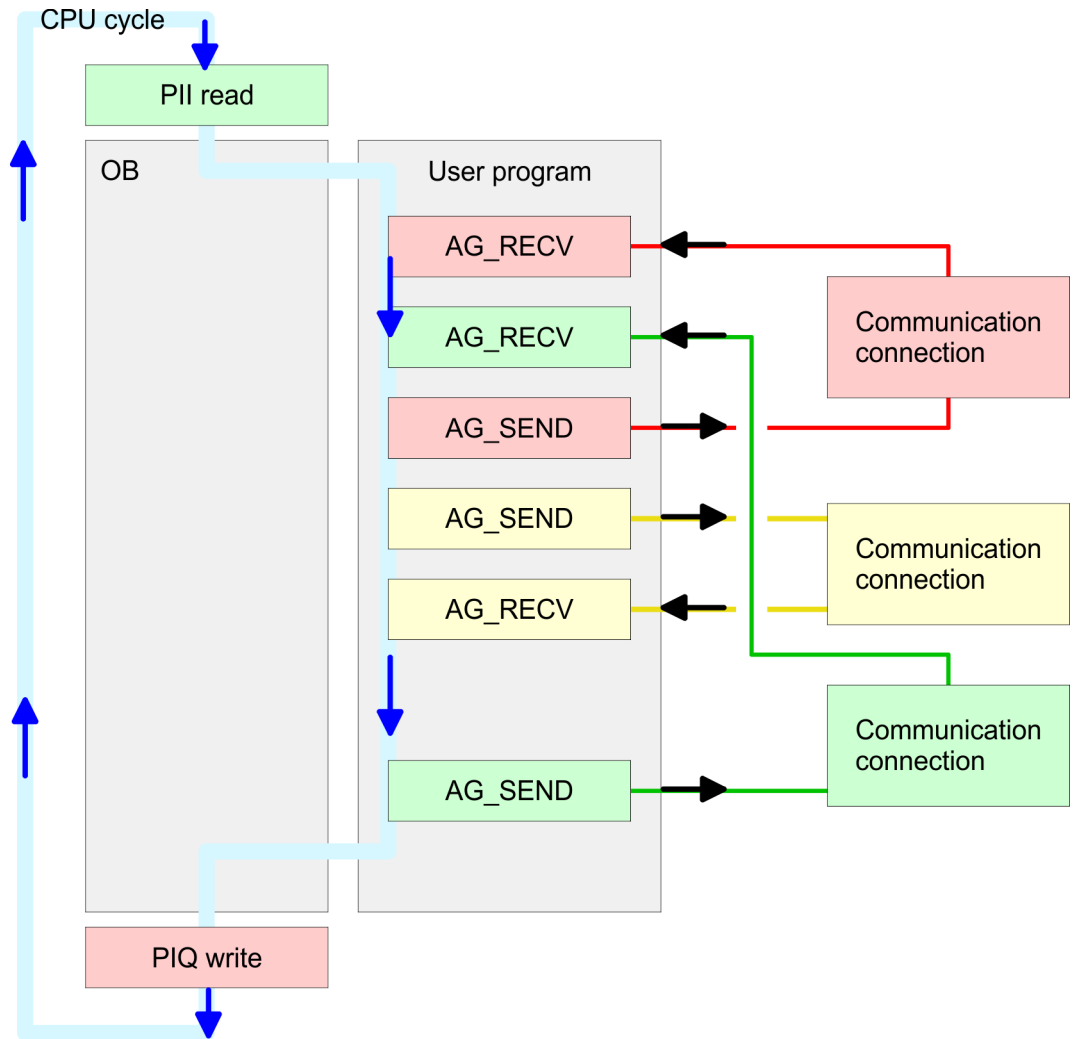 CPU cycle
PII read
OB
User program
AG_RECV
AG_RECV
AG_SEND
AG_SEND
AG_RECV
AG_SEND
Communication
connection
Communication
connection
Communication
connection
PIQ write